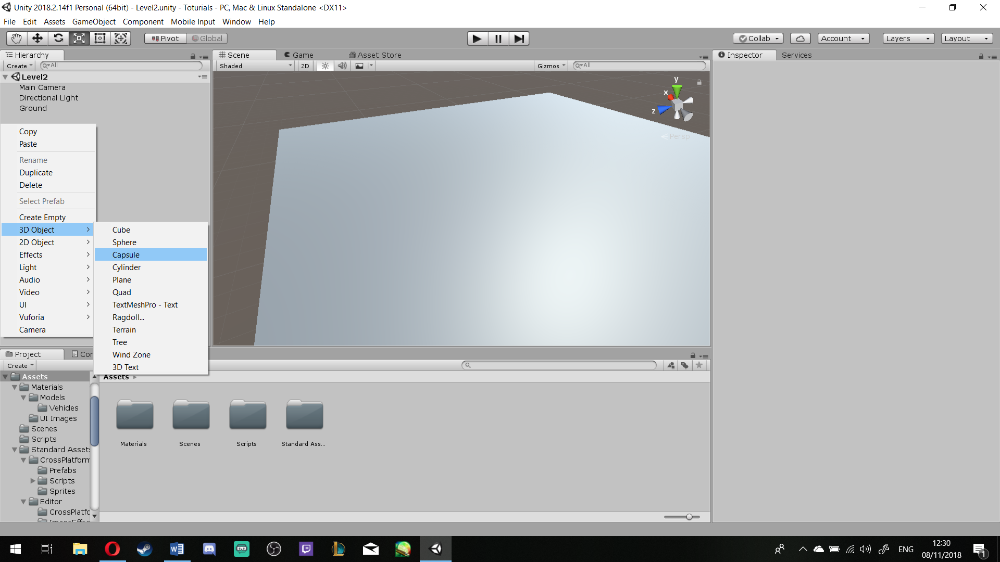 Unity 2018.2.14f1 Personal (64bit) - Level2.unity - Toturials - PC, Mac & Linux Standalone <DX11>
File Edit Assets GameObject Component Mobile Input Window Help
Pivot Global Collab Account Layers Layout
Hierarchy
Create All
Level2
Main Camera
Directional Light
Ground
Copy
Paste
Rename
Duplicate
Delete
Select Prefab
Create Empty
3D Object
2D Object
Effects
Light
Audio
Video
UI
Vuforia
Camera
Cube
Sphere
Capsule
Cylinder
Plane
Quad
TextMeshPro - Text
Ragdoll...
Terrain
Tree
Wind Zone
3D Text
Scene Game Asset Store
Shaded 2D Gizmos All
y
x
z
Persp
Inspector Services
Project Con
Create
Assets
Materials
Models
Vehicles
UI Images
Scenes
Scripts
Standard Assets
CrossPlatform
Prefabs
Scripts
Sprites
Editor
CrossPlatfo
ImageEffec
Assets
Materials Scenes Scripts Standard Ass...
ENG
12:30
08/11/2018
1